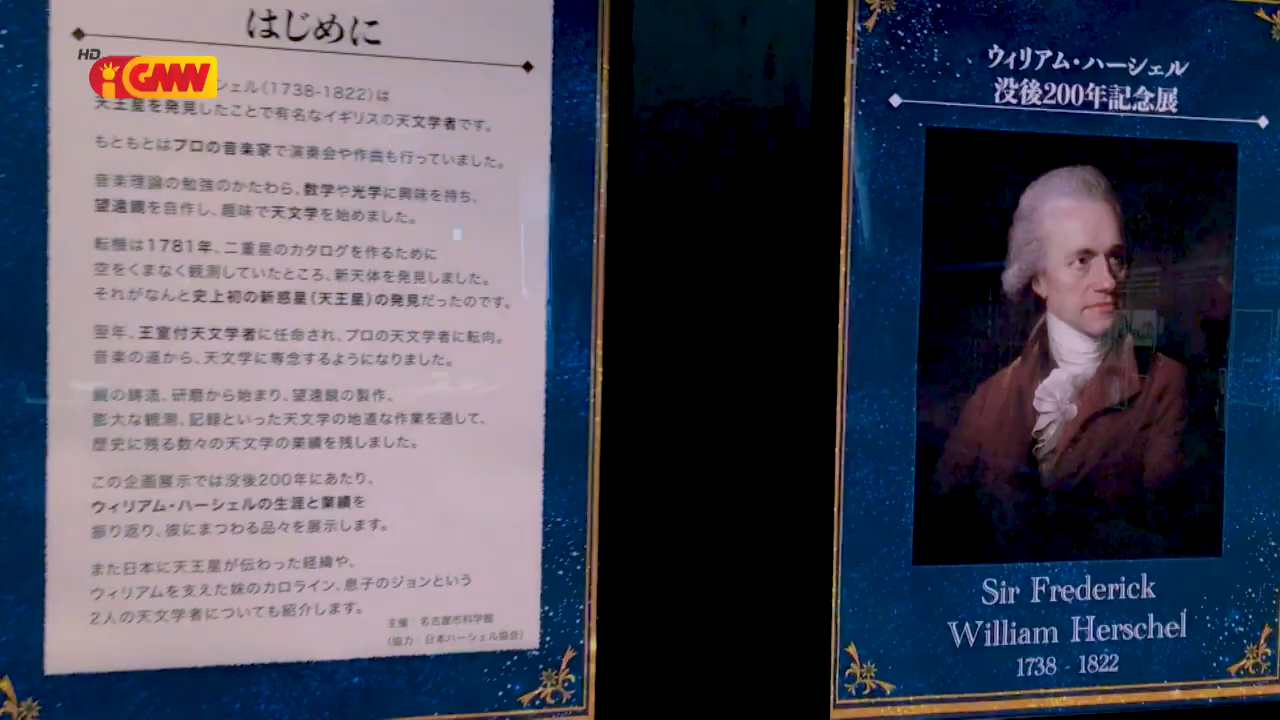 はじめに
HD
iGMW
シェル(1738-1822)は
天王星を発見したことで有名なイギリスの天文学者です。
もともとはプロの音楽家で演奏会や作曲も行っていました。
音楽理論の勉強のかたわら、数学や光学に興味を持ち、
望遠鏡を自作し、趣味で天文学を始めました。
転機は1781年、二重星のカタログを作るために
空をくまなく観測していたところ、新天体を発見しました。
それがなんと史上初の新惑星(天王星)の発見だったのです。
翌年、王室付天文学者に任命され、プロの天文学者に転向。
音楽の道から、天文学に専念するようになりました。
鏡の鋳造、研磨から始まり、望遠鏡の製作、
膨大な観測、記録といった天文学の地道な作業を通して、
歴史に残る数々の天文学の業績を残しました。
この企画展示では没後200年にあたり、
ウィリアム・ハーシェルの生涯と業績を
振り返り、彼にまつわる品々を展示します。
また日本に天王星が伝わった経緯や、
ウィリアムを支えた妹のカロライン、息子のジョンという
2人の天文学者についても紹介します。
主催:名古屋市科学館
(協力:日本ハーシェル協会)
ウィリアム・ハーシェル
没後200年記念展
Sir Frederick
William Herschel
1738 - 1822